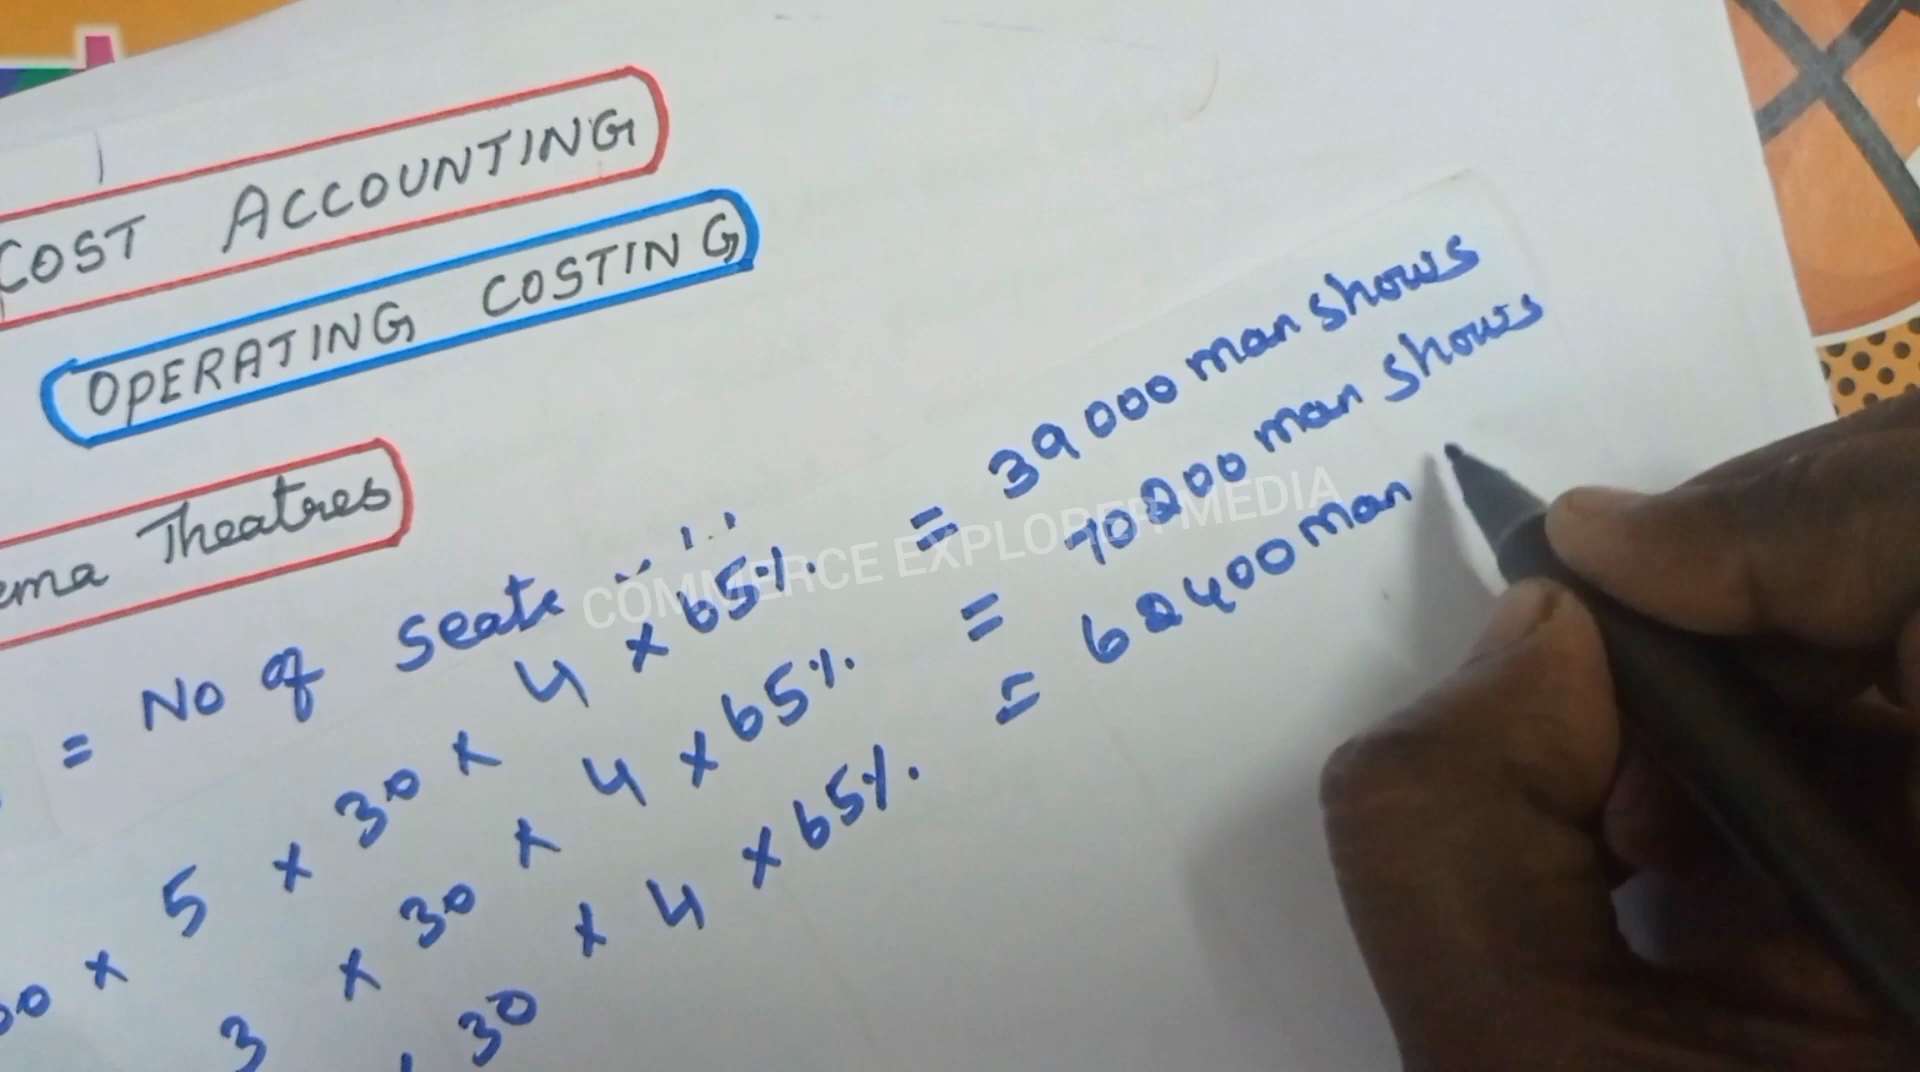 COST ACCOUNTING
OPERATING COSTING
Theatres
= No of Seats
5 × 30 × 4 × 65% = 39000 man shows
3 × 30 × 4 × 65% = 70200 man shows
30 × 4 × 65% = 62400 man
COMMERCE EXPLORER MEDIA